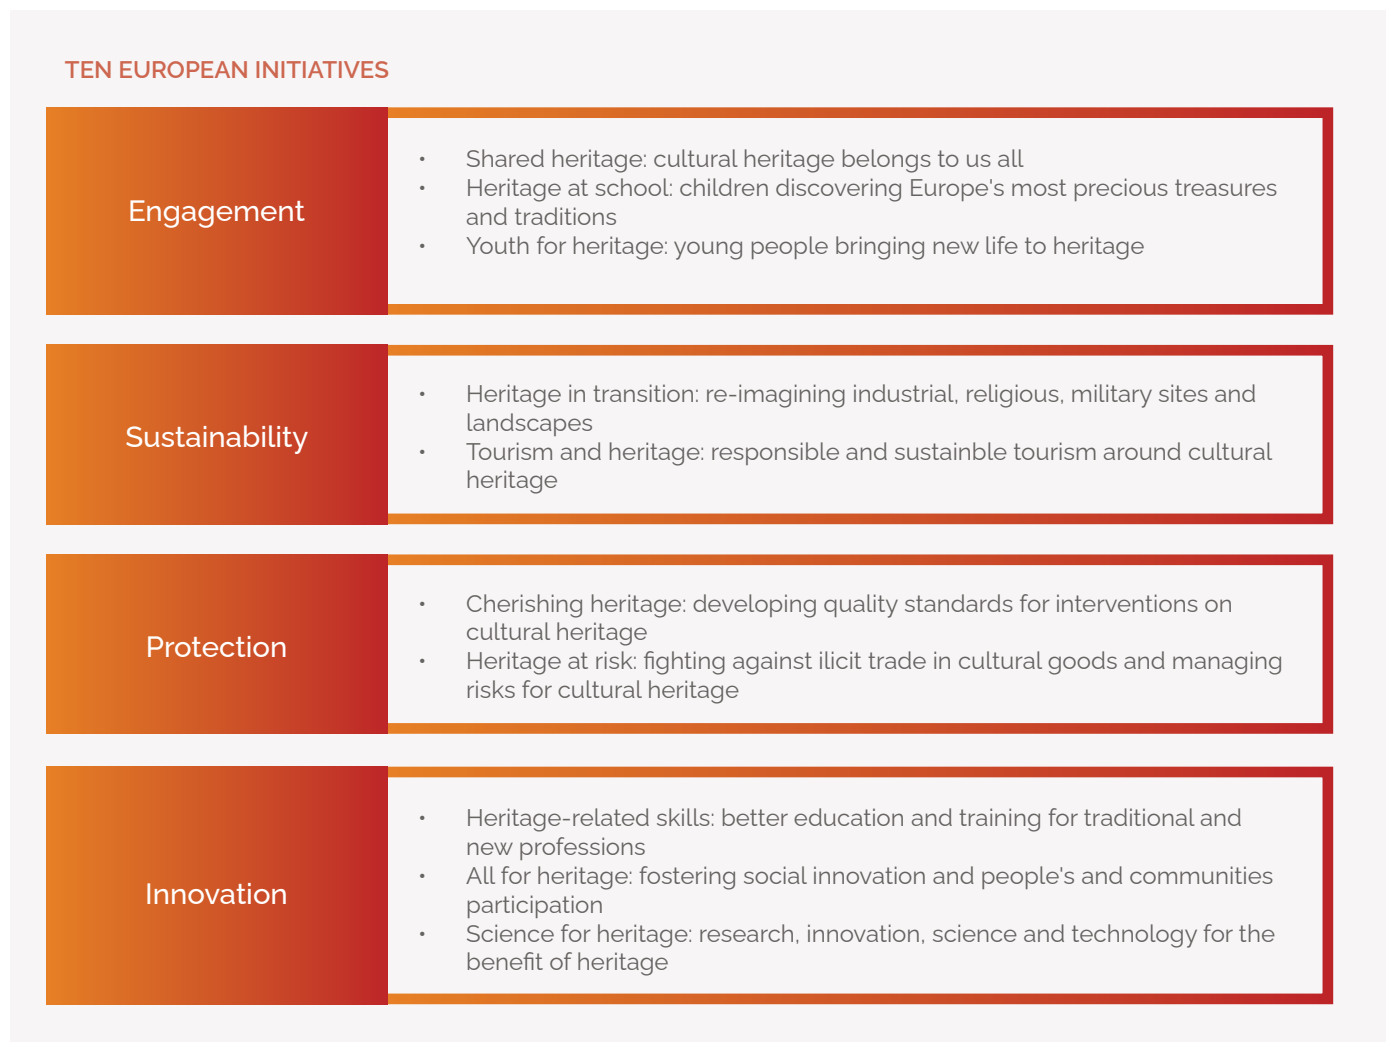 TEN EUROPEAN INITIATIVES
Engagement
• Shared heritage: cultural heritage belongs to us all
• Heritage at school: children discovering Europe's most precious treasures
and traditions
• Youth for heritage: young people bringing new life to heritage
Sustainability
• Heritage in transition: re-imagining industrial, religious, military sites and
landscapes
• Tourism and heritage: responsible and sustainble tourism around cultural
heritage
Protection
• Cherishing heritage: developing quality standards for interventions on
cultural heritage
• Heritage at risk: fighting against ilicit trade in cultural goods and managing
risks for cultural heritage
Innovation
• Heritage-related skills: better education and training for traditional and
new professions
• All for heritage: fostering social innovation and people's and communities
participation
• Science for heritage: research, innovation, science and technology for the
benefit of heritage